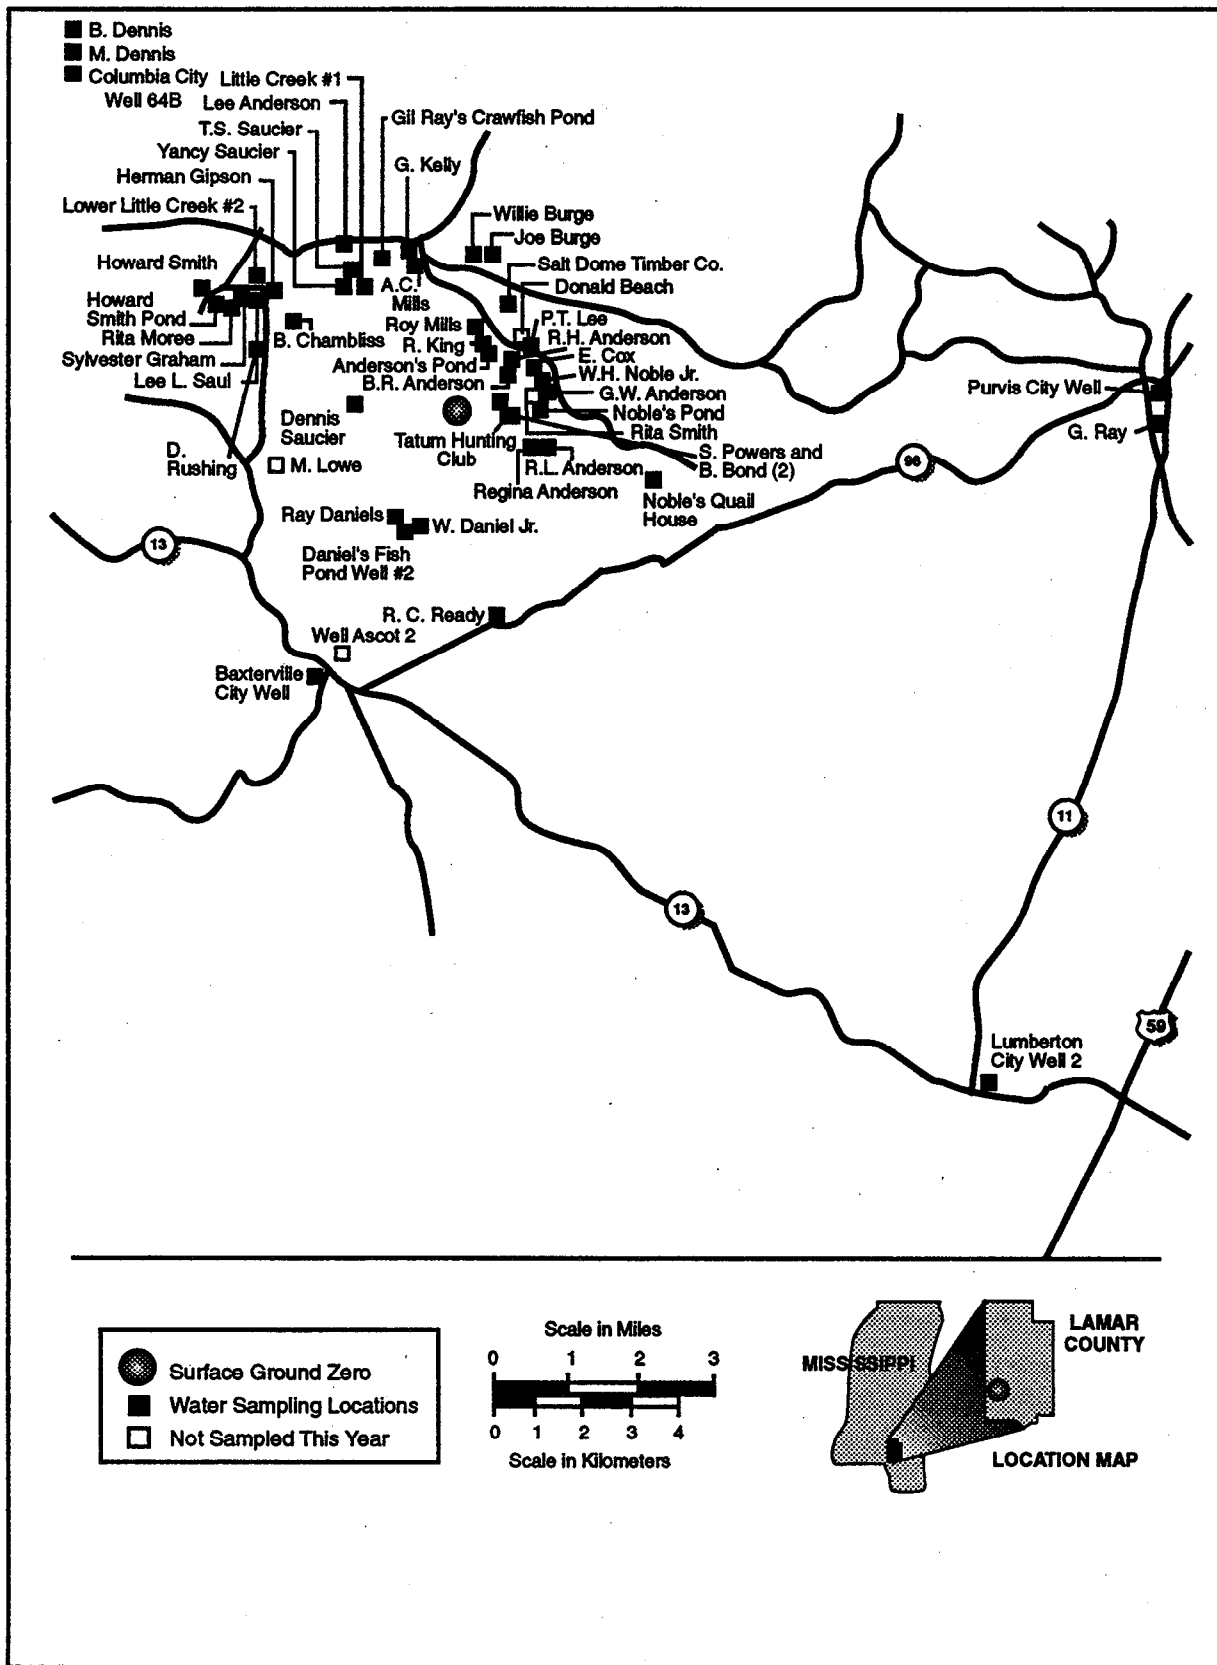 B. Dennis
M. Dennis
Columbia City
Well 64B
Little Creek #1
Lee Anderson
T.S. Saucier
Yancy Saucier
Herman Gipson
Lower Little Creek #2
Gil Ray's Crawfish Pond
G. Kelly
Willie Burge
Joe Burge
Salt Dome Timber Co.
Donald Beach
Howard Smith
Howard
Smith Pond
Rita Moree
Sylvester Graham
Lee L. Saul
B. Chambliss
A.C.
Mills
Roy Mills
R. King
Anderson's Pond
B.R. Anderson
P.T. Lee
R.H. Anderson
E. Cox
W.H. Noble Jr.
G.W. Anderson
Noble's Pond
Rita Smith
Purvis City Well
G. Ray
D.
Rushing
Dennis
Saucier
M. Lowe
Tatum Hunting
Club
S. Powers and
B. Bond (2)
R.L. Anderson
Regina Anderson
Noble's Quail
House
96
13
Ray Daniels
W. Daniel Jr.
Daniel's Fish
Pond Well #2
R. C. Ready
Well Ascot 2
Baxterville
City Well
11
13
59
Lumberton
City Well 2
Surface Ground Zero
Water Sampling Locations
Not Sampled This Year
Scale in Miles
0 1 2 3
0 1 2 3 4
Scale in Kilometers
MISSISSIPPI
LAMAR
COUNTY
LOCATION MAP